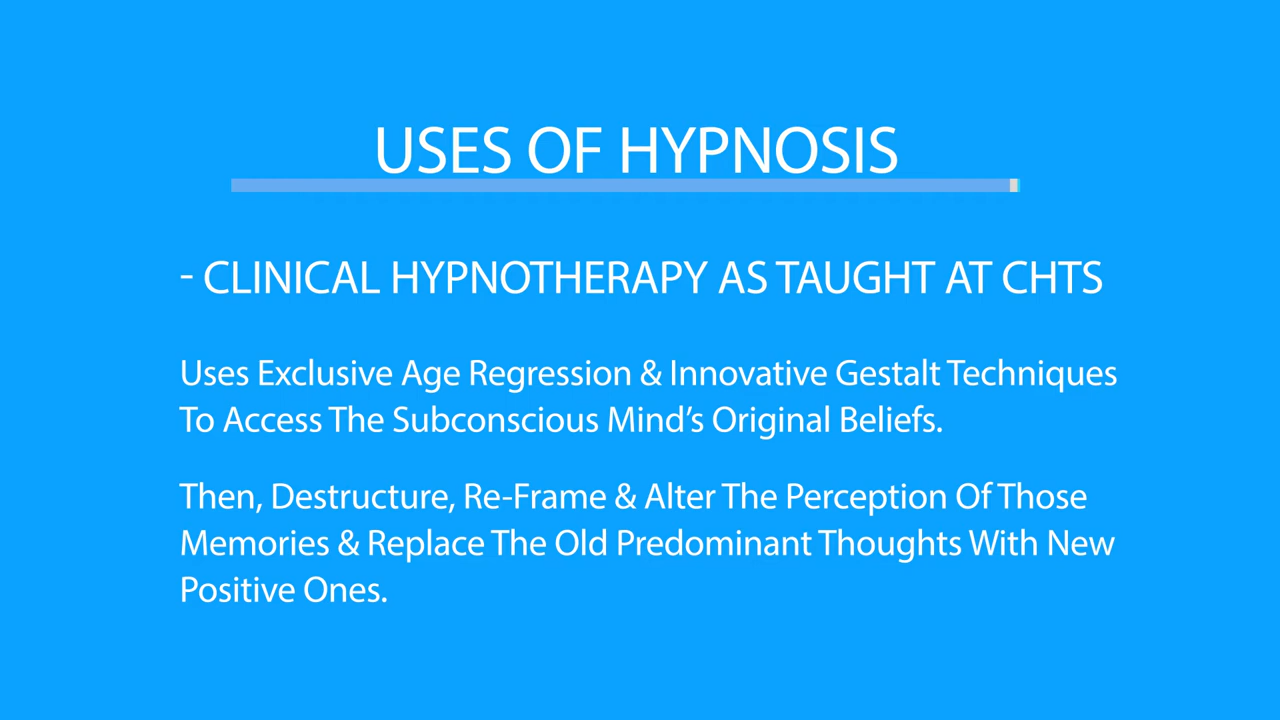 USES OF HYPNOSIS
- CLINICAL HYPNOTHERAPY AS TAUGHT AT CHTS
Uses Exclusive Age Regression & Innovative Gestalt Techniques
To Access The Subconscious Mind’s Original Beliefs.
Then, Destructure, Re-Frame & Alter The Perception Of Those
Memories & Replace The Old Predominant Thoughts With New
Positive Ones.